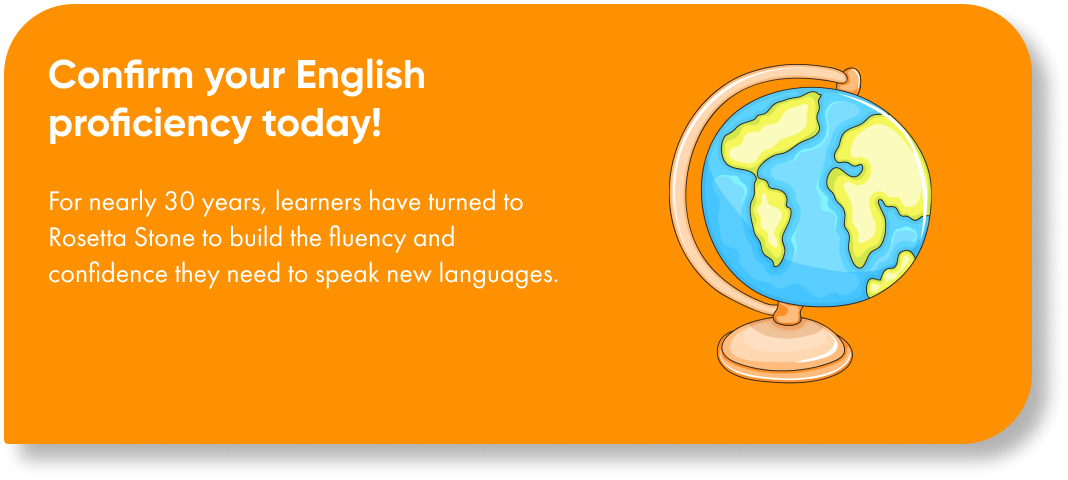 Confirm your English
proficiency today!
For nearly 30 years, learners have turned to
Rosetta Stone to build the fluency and
confidence they need to speak new languages.